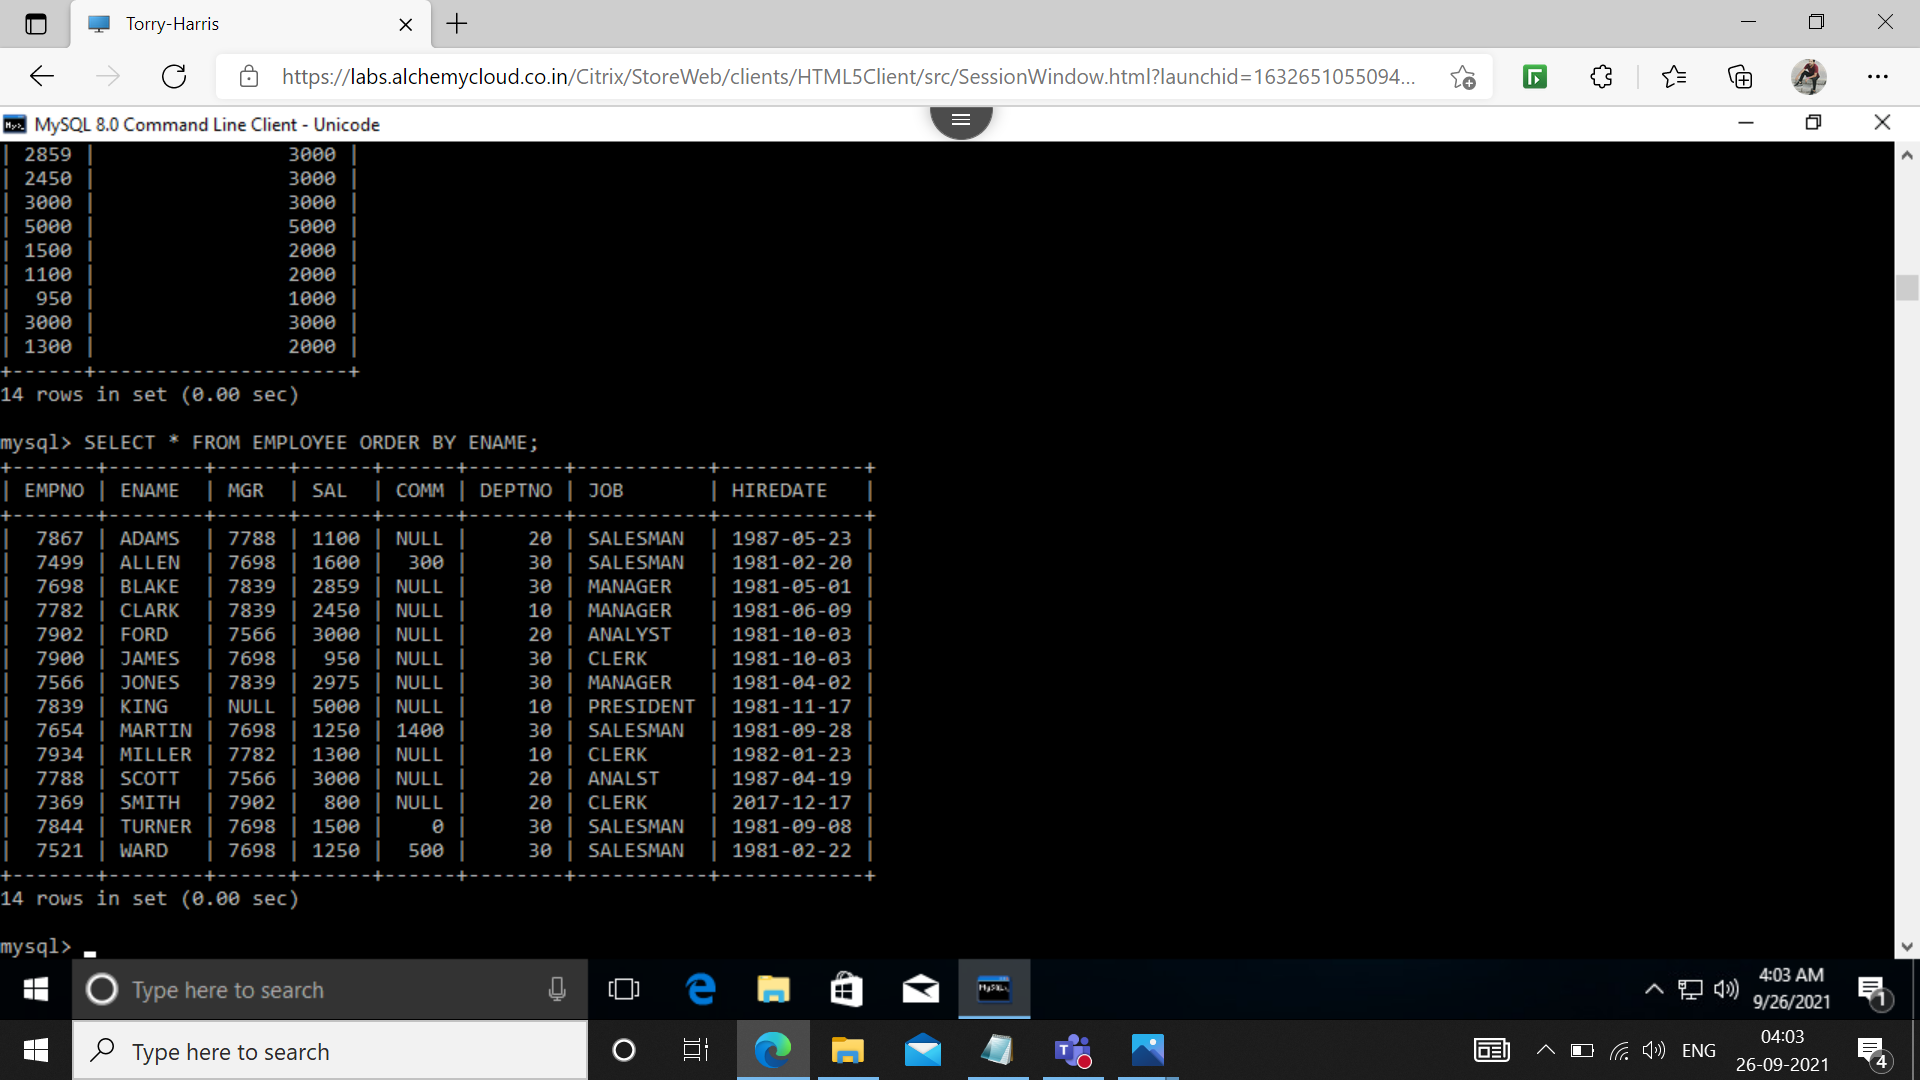 Torry-Harris
https://labs.alchemycloud.co.in/Citrix/StoreWeb/clients/HTML5Client/src/SessionWindow.html?launchid=1632651055094...
MySQL 8.0 Command Line Client - Unicode
| 2859 |                3000 |
| 2450 |                3000 |
| 3000 |                3000 |
| 5000 |                5000 |
| 1500 |                2000 |
| 1100 |                2000 |
|  950 |                1000 |
| 3000 |                3000 |
| 1300 |                2000 |
+------+---------------------+
14 rows in set (0.00 sec)
mysql> SELECT * FROM EMPLOYEE ORDER BY ENAME;
+-------+--------+------+------+------+--------+-----------+------------+
| EMPNO | ENAME  | MGR  | SAL  | COMM | DEPTNO | JOB       | HIREDATE   |
+-------+--------+------+------+------+--------+-----------+------------+
|  7867 | ADAMS  | 7788 | 1100 | NULL |     20 | SALESMAN  | 1987-05-23 |
|  7499 | ALLEN  | 7698 | 1600 |  300 |     30 | SALESMAN  | 1981-02-20 |
|  7698 | BLAKE  | 7839 | 2859 | NULL |     30 | MANAGER   | 1981-05-01 |
|  7782 | CLARK  | 7839 | 2450 | NULL |     10 | MANAGER   | 1981-06-09 |
|  7902 | FORD   | 7566 | 3000 | NULL |     20 | ANALYST   | 1981-10-03 |
|  7900 | JAMES  | 7698 |  950 | NULL |     30 | CLERK     | 1981-10-03 |
|  7566 | JONES  | 7839 | 2975 | NULL |     30 | MANAGER   | 1981-04-02 |
|  7839 | KING   | NULL | 5000 | NULL |     10 | PRESIDENT | 1981-11-17 |
|  7654 | MARTIN | 7698 | 1250 | 1400 |     30 | SALESMAN  | 1981-09-28 |
|  7934 | MILLER | 7782 | 1300 | NULL |     10 | CLERK     | 1982-01-23 |
|  7788 | SCOTT  | 7566 | 3000 | NULL |     20 | ANALST    | 1987-04-19 |
|  7369 | SMITH  | 7902 |  800 | NULL |     20 | CLERK     | 2017-12-17 |
|  7844 | TURNER | 7698 | 1500 |    0 |     30 | SALESMAN  | 1981-09-08 |
|  7521 | WARD   | 7698 | 1250 |  500 |     30 | SALESMAN  | 1981-02-22 |
+-------+--------+------+------+------+--------+-----------+------------+
14 rows in set (0.00 sec)
mysql>
Type here to search
4:03 AM
9/26/2021
1
Type here to search
ENG
04:03
26-09-2021
4